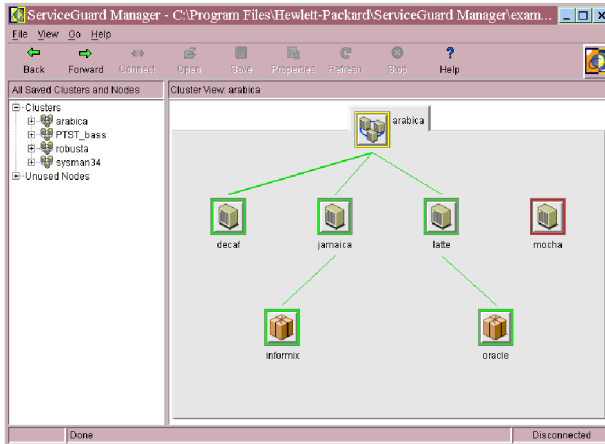 ServiceGuard Manager - C:\Program Files\Hewlett-Packard\ServiceGuard Manager\exam...
File View Go Help
Back Forward Connect Open Save Properties Refresh Stop Help
All Saved Clusters and Nodes
Cluster View: arabica
Clusters
arabica
PTST_bass
robusta
sysman34
Unused Nodes
arabica
decaf jamaica latte mocha
informix oracle
Done
Disconnected